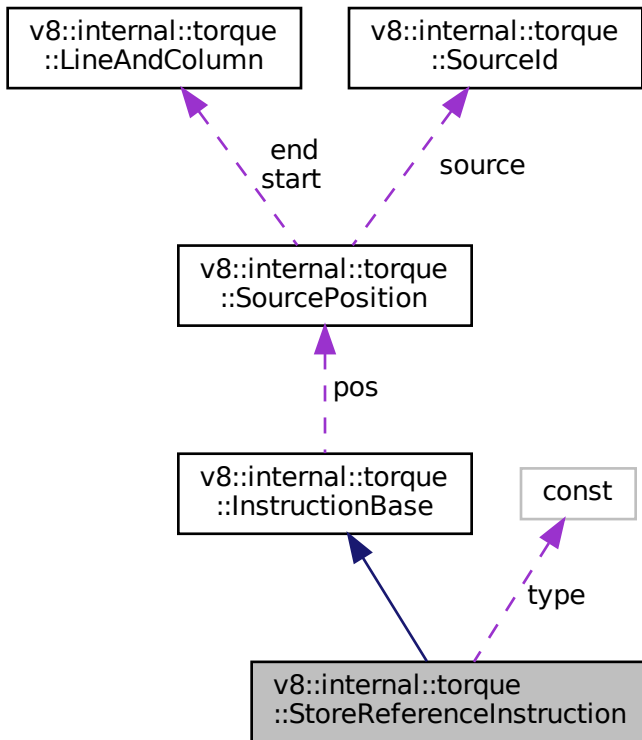 v8::internal::torque
::LineAndColumn
v8::internal::torque
::SourceId
end
start
source
v8::internal::torque
::SourcePosition
pos
v8::internal::torque
::InstructionBase
const
type
v8::internal::torque
::StoreReferenceInstruction